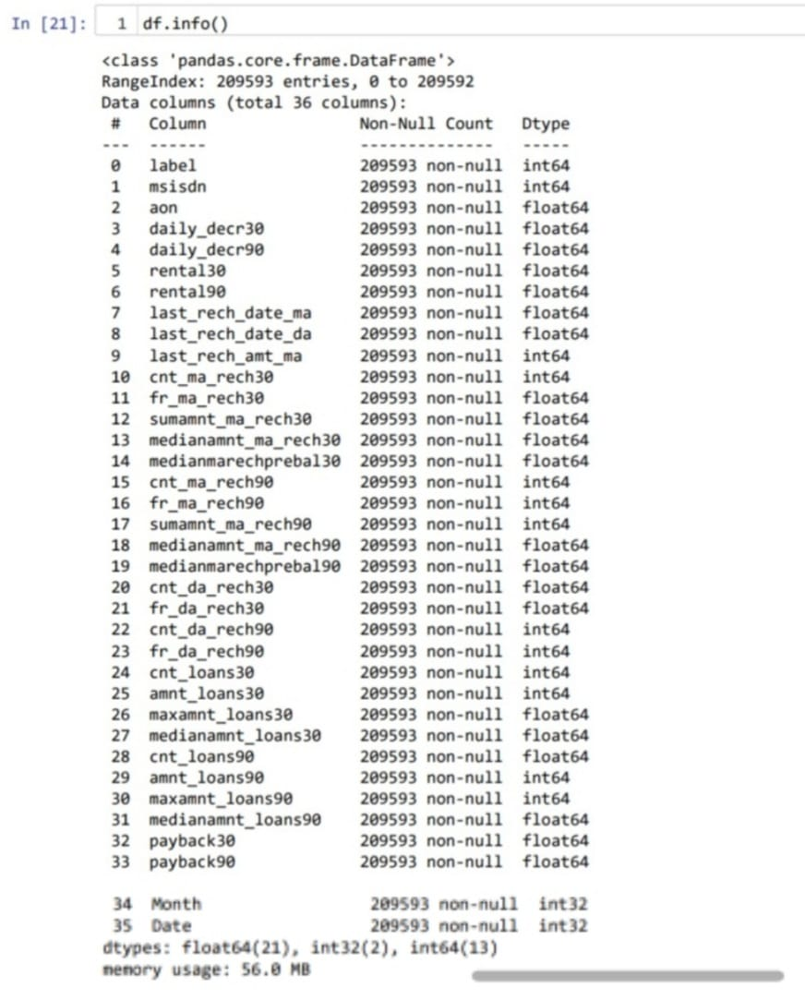 In [21]: 1 df.info()
<class 'pandas.core.frame.DataFrame'>
RangeIndex: 209593 entries, 0 to 209592
Data columns (total 36 columns):
# Column Non-Null Count Dtype
--- ------ -------------- -----
0 label 209593 non-null int64
1 msisdn 209593 non-null int64
2 aon 209593 non-null float64
3 daily_decr30 209593 non-null float64
4 daily_decr90 209593 non-null float64
5 rental30 209593 non-null float64
6 rental90 209593 non-null float64
7 last_rech_date_ma 209593 non-null float64
8 last_rech_date_da 209593 non-null float64
9 last_rech_amt_ma 209593 non-null int64
10 cnt_ma_rech30 209593 non-null int64
11 fr_ma_rech30 209593 non-null float64
12 sumamnt_ma_rech30 209593 non-null float64
13 medianamnt_ma_rech30 209593 non-null float64
14 medianmarechprebal30 209593 non-null float64
15 cnt_ma_rech90 209593 non-null int64
16 fr_ma_rech90 209593 non-null int64
17 sumamnt_ma_rech90 209593 non-null int64
18 medianamnt_ma_rech90 209593 non-null float64
19 medianmarechprebal90 209593 non-null float64
20 cnt_da_rech30 209593 non-null float64
21 fr_da_rech30 209593 non-null float64
22 cnt_da_rech90 209593 non-null int64
23 fr_da_rech90 209593 non-null int64
24 cnt_loans30 209593 non-null int64
25 amnt_loans30 209593 non-null int64
26 maxamnt_loans30 209593 non-null float64
27 medianamnt_loans30 209593 non-null float64
28 cnt_loans90 209593 non-null float64
29 amnt_loans90 209593 non-null int64
30 maxamnt_loans90 209593 non-null int64
31 medianamnt_loans90 209593 non-null float64
32 payback30 209593 non-null float64
33 payback90 209593 non-null float64
34 Month 209593 non-null int32
35 Date 209593 non-null int32
dtypes: float64(21), int32(2), int64(13)
memory usage: 56.0 MB